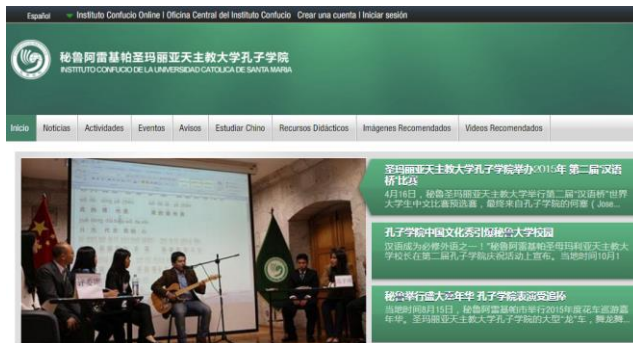 Español Instituto Confucio Online | Oficina Central del Instituto Confucio Crear una cuenta | Iniciar sesión
秘鲁阿雷基帕圣玛丽亚天主教大学孔子学院
INSTITUTO CONFUCIO DE LA UNIVERSIDAD CATOLICA DE SANTA MARIA
Inicio Noticias Actividades Eventos Avisos Estudiar Chino Recursos Didácticos Imágenes Recomendados Videos Recomendados
圣玛丽亚天主教大学孔子学院举办2015年 第二届“汉语
桥”比赛
4月16日，秘鲁圣玛丽亚天主教大学举行第二届“汉语桥”世界
大学生中文比赛预选赛，最终来自孔子学院的何塞（Jose...
孔子学院中国文化秀引爆秘鲁大学校园
汉语成为必修外语之一！”秘鲁阿雷基帕圣母玛利亚天主教大
学校长在第二届孔子学院庆祝活动上宣布。当地时间10月1
秘鲁举行盛大嘉年华 孔子学院表演受追捧
当地时间8月15日，秘鲁阿雷基帕市举行2015年度花车巡游嘉
年华。圣玛丽亚天主教大学孔子学院的大型“龙”车，舞龙舞...